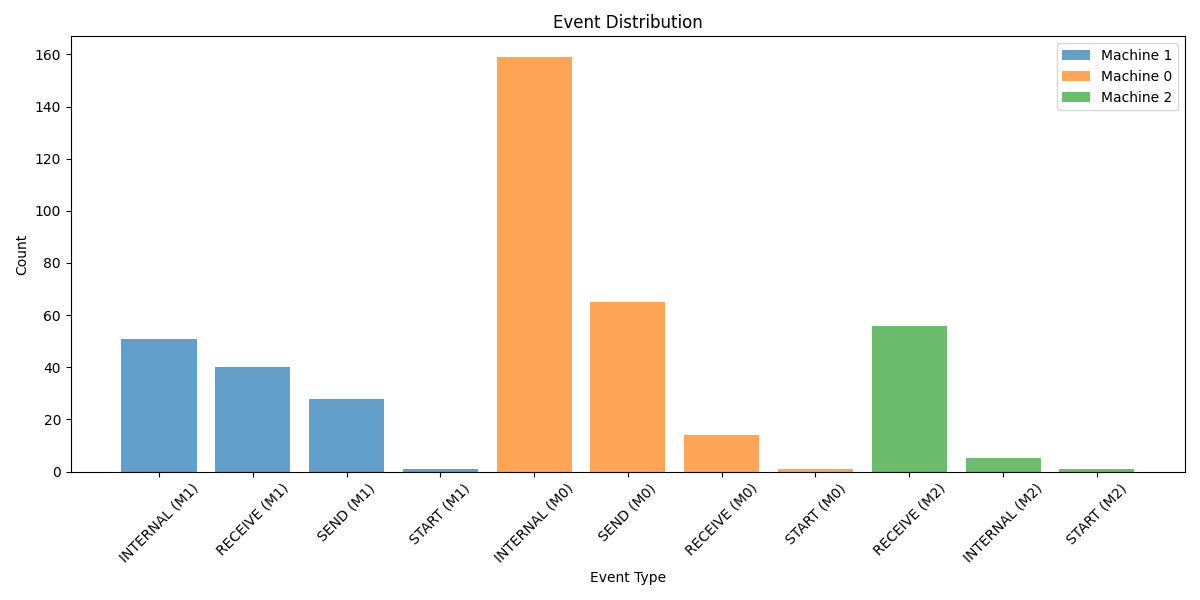 Event Distribution
Machine 1
Machine 0
Machine 2
Count
160
140
120
100
80
60
40
20
0
INTERNAL (M1)
RECEIVE (M1)
SEND (M1)
START (M1)
INTERNAL (M0)
SEND (M0)
RECEIVE (M0)
START (M0)
RECEIVE (M2)
INTERNAL (M2)
START (M2)
Event Type